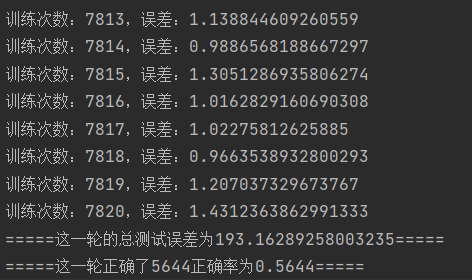 训练次数：7813，误差：1.138844609260559
训练次数：7814，误差：0.9886568188667297
训练次数：7815，误差：1.3051286935806274
训练次数：7816，误差：1.0162829160690308
训练次数：7817，误差：1.02275812625885
训练次数：7818，误差：0.9663538932800293
训练次数：7819，误差：1.207037329673767
训练次数：7820，误差：1.4312363862991333
=====这一轮的总测试误差为193.16289258003235=====
=====这一轮正确了5644正确率为0.5644=====